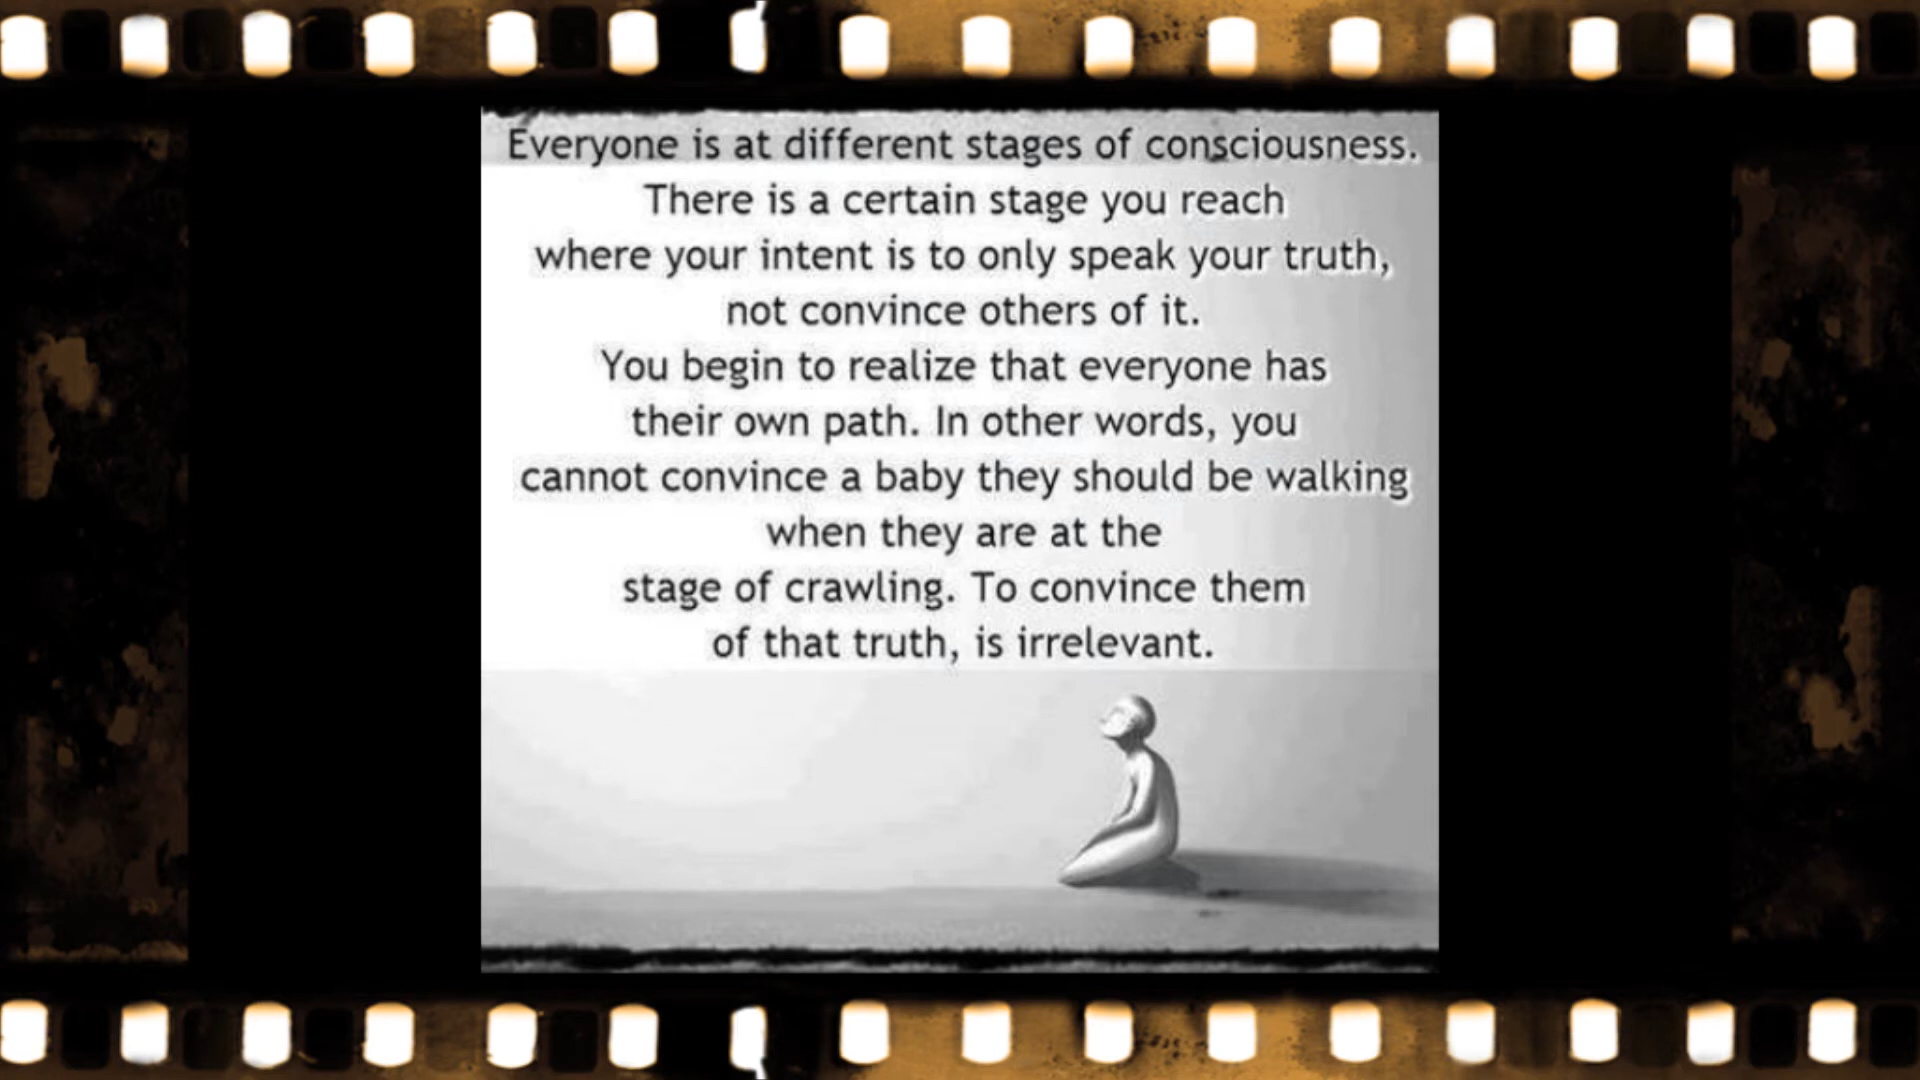 Everyone is at different stages of consciousness.
There is a certain stage you reach
where your intent is to only speak your truth,
not convince others of it.
You begin to realize that everyone has
their own path. In other words, you
cannot convince a baby they should be walking
when they are at the
stage of crawling. To convince them
of that truth, is irrelevant.